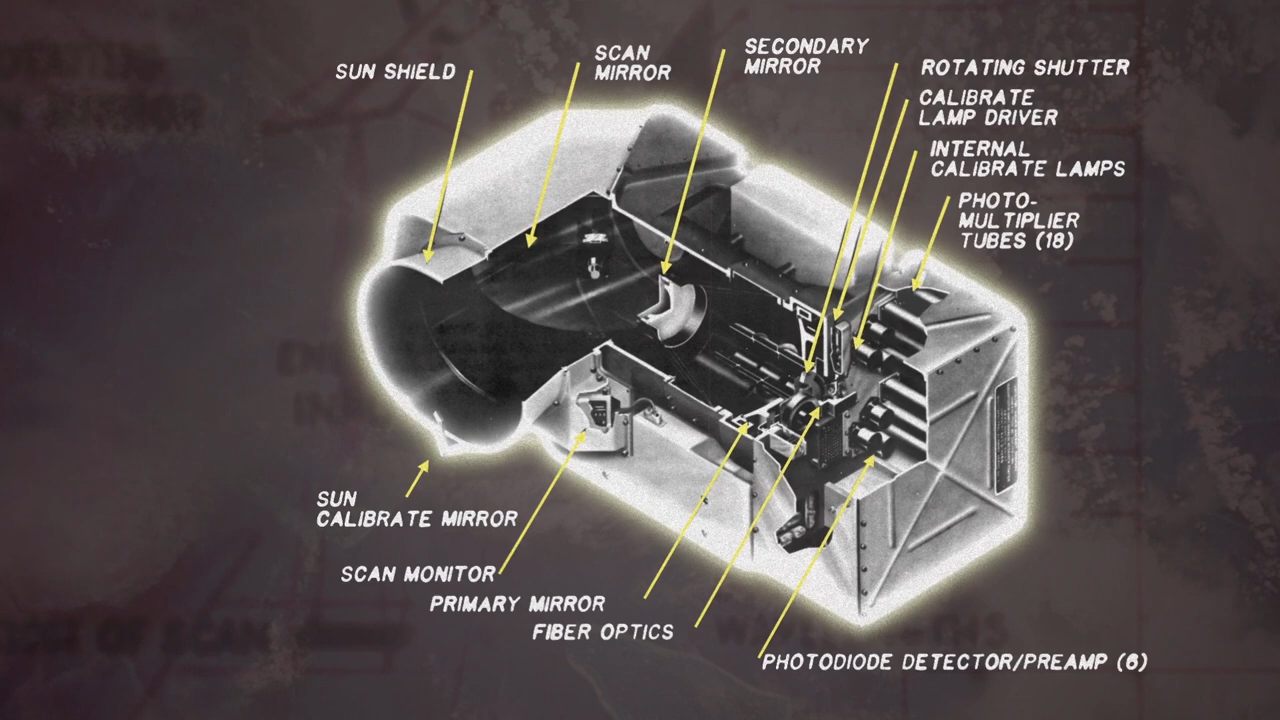 SUN SHIELD
SCAN
MIRROR
SECONDARY
MIRROR
ROTATING SHUTTER
CALIBRATE
LAMP DRIVER
INTERNAL
CALIBRATE LAMPS
PHOTO-
MULTIPLIER
TUBES (18)
SUN
CALIBRATE MIRROR
SCAN MONITOR
PRIMARY MIRROR
FIBER OPTICS
PHOTODIODE DETECTOR/PREAMP (6)